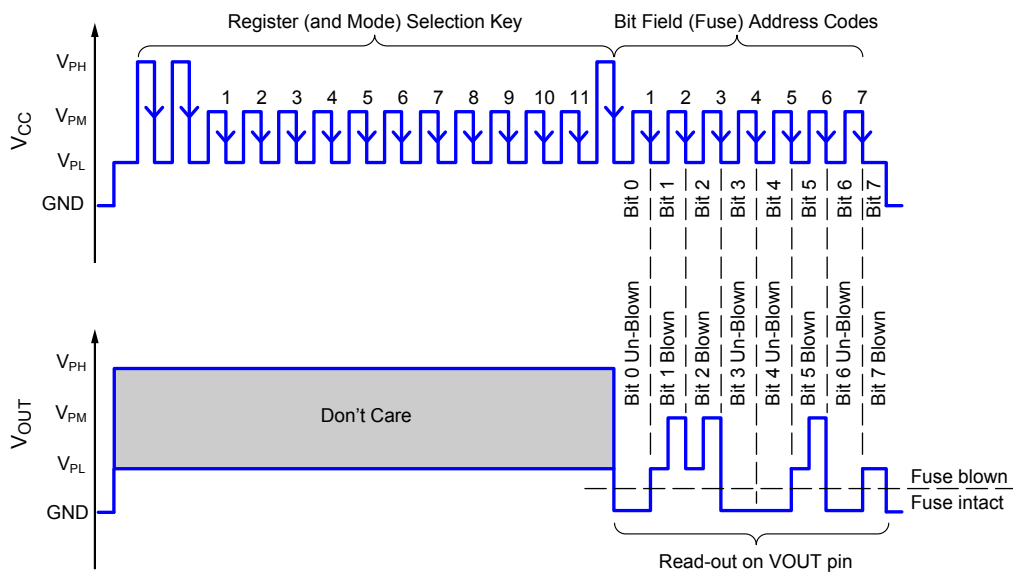 Register (and Mode) Selection Key
Bit Field (Fuse) Address Codes
VPH
VPM
VPL
GND
VCC
1 2 3 4 5 6 7 8 9 10 11
1 2 3 4 5 6 7
Bit 0
Bit 1
Bit 2
Bit 3
Bit 4
Bit 5
Bit 6
Bit 7
VPH
VPM
VPL
GND
VOUT
Don't Care
Bit 0 Un-Blown
Bit 1 Blown
Bit 2 Blown
Bit 3 Un-Blown
Bit 4 Un-Blown
Bit 5 Blown
Bit 6 Un-Blown
Bit 7 Blown
Fuse blown
Fuse intact
Read-out on VOUT pin